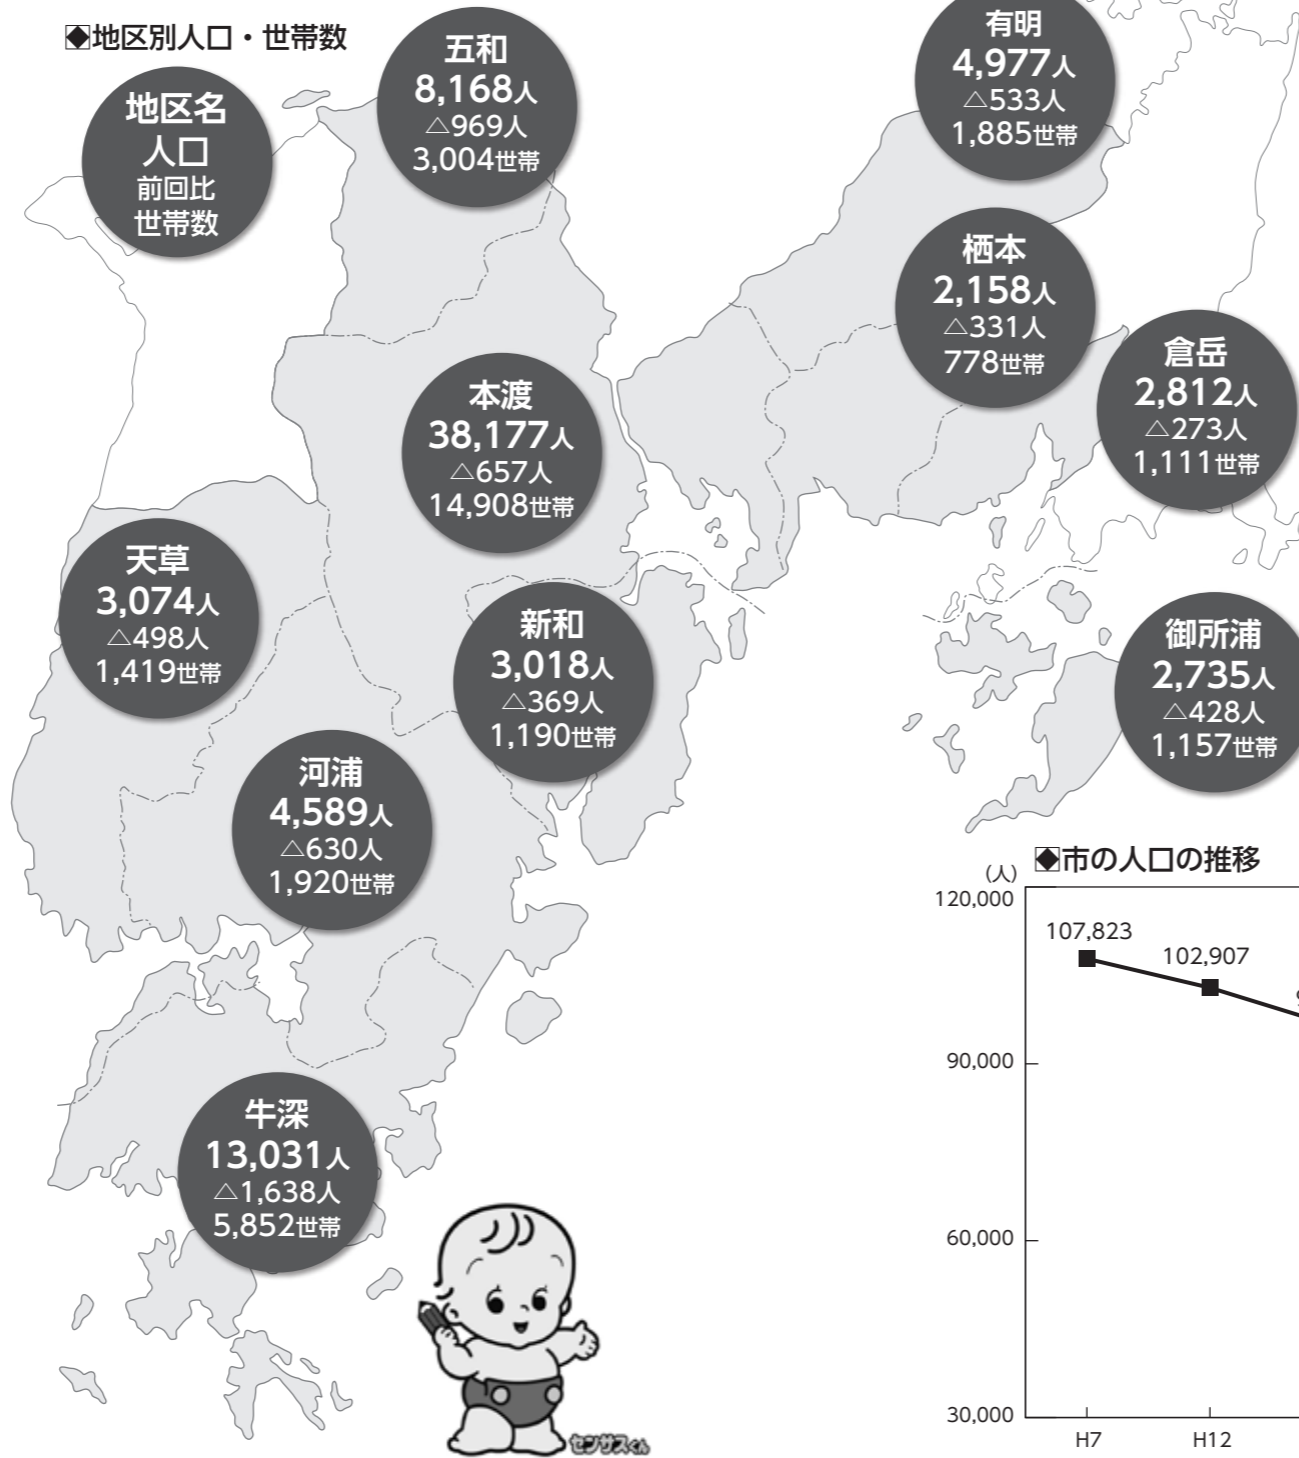 ◆地区別人口・世帯数
地区名
人口
前回比
世帯数
五和
8,168人
△969人
3,004世帯
有明
4,977人
△533人
1,885世帯
栖本
2,158人
△331人
778世帯
倉岳
2,812人
△273人
1,111世帯
本渡
38,177人
△657人
14,908世帯
天草
3,074人
△498人
1,419世帯
新和
3,018人
△369人
1,190世帯
御所浦
2,735人
△428人
1,157世帯
河浦
4,589人
△630人
1,920世帯
牛深
13,031人
△1,638人
5,852世帯
センサスくん
◆市の人口の推移
(人)
120,000
107,823
102,907
90,000
60,000
30,000
H7
H12